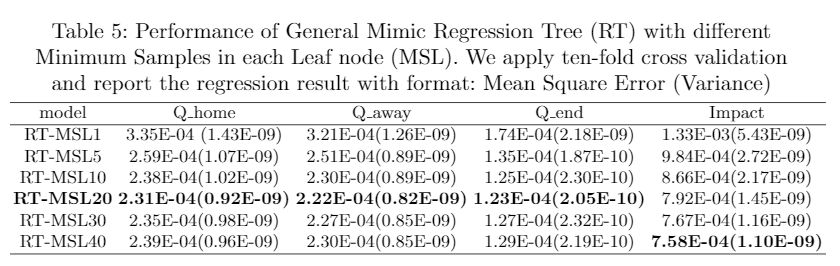 Table 5: Performance of General Mimic Regression Tree (RT) with different
Minimum Samples in each Leaf node (MSL). We apply ten-fold cross validation
and report the regression result with format: Mean Square Error (Variance)
model Q_home Q_away Q_end Impact
RT-MSL1 3.35E-04 (1.43E-09) 3.21E-04(1.26E-09) 1.74E-04(2.18E-09) 1.33E-03(5.43E-09)
RT-MSL5 2.59E-04(1.07E-09) 2.51E-04(0.89E-09) 1.35E-04(1.87E-10) 9.84E-04(2.72E-09)
RT-MSL10 2.38E-04(1.02E-09) 2.30E-04(0.89E-09) 1.25E-04(2.30E-10) 8.66E-04(2.17E-09)
RT-MSL20 2.31E-04(0.92E-09) 2.22E-04(0.82E-09) 1.23E-04(2.05E-10) 7.92E-04(1.45E-09)
RT-MSL30 2.35E-04(0.98E-09) 2.27E-04(0.85E-09) 1.27E-04(2.32E-10) 7.67E-04(1.16E-09)
RT-MSL40 2.39E-04(0.96E-09) 2.30E-04(0.85E-09) 1.29E-04(2.19E-10) 7.58E-04(1.10E-09)